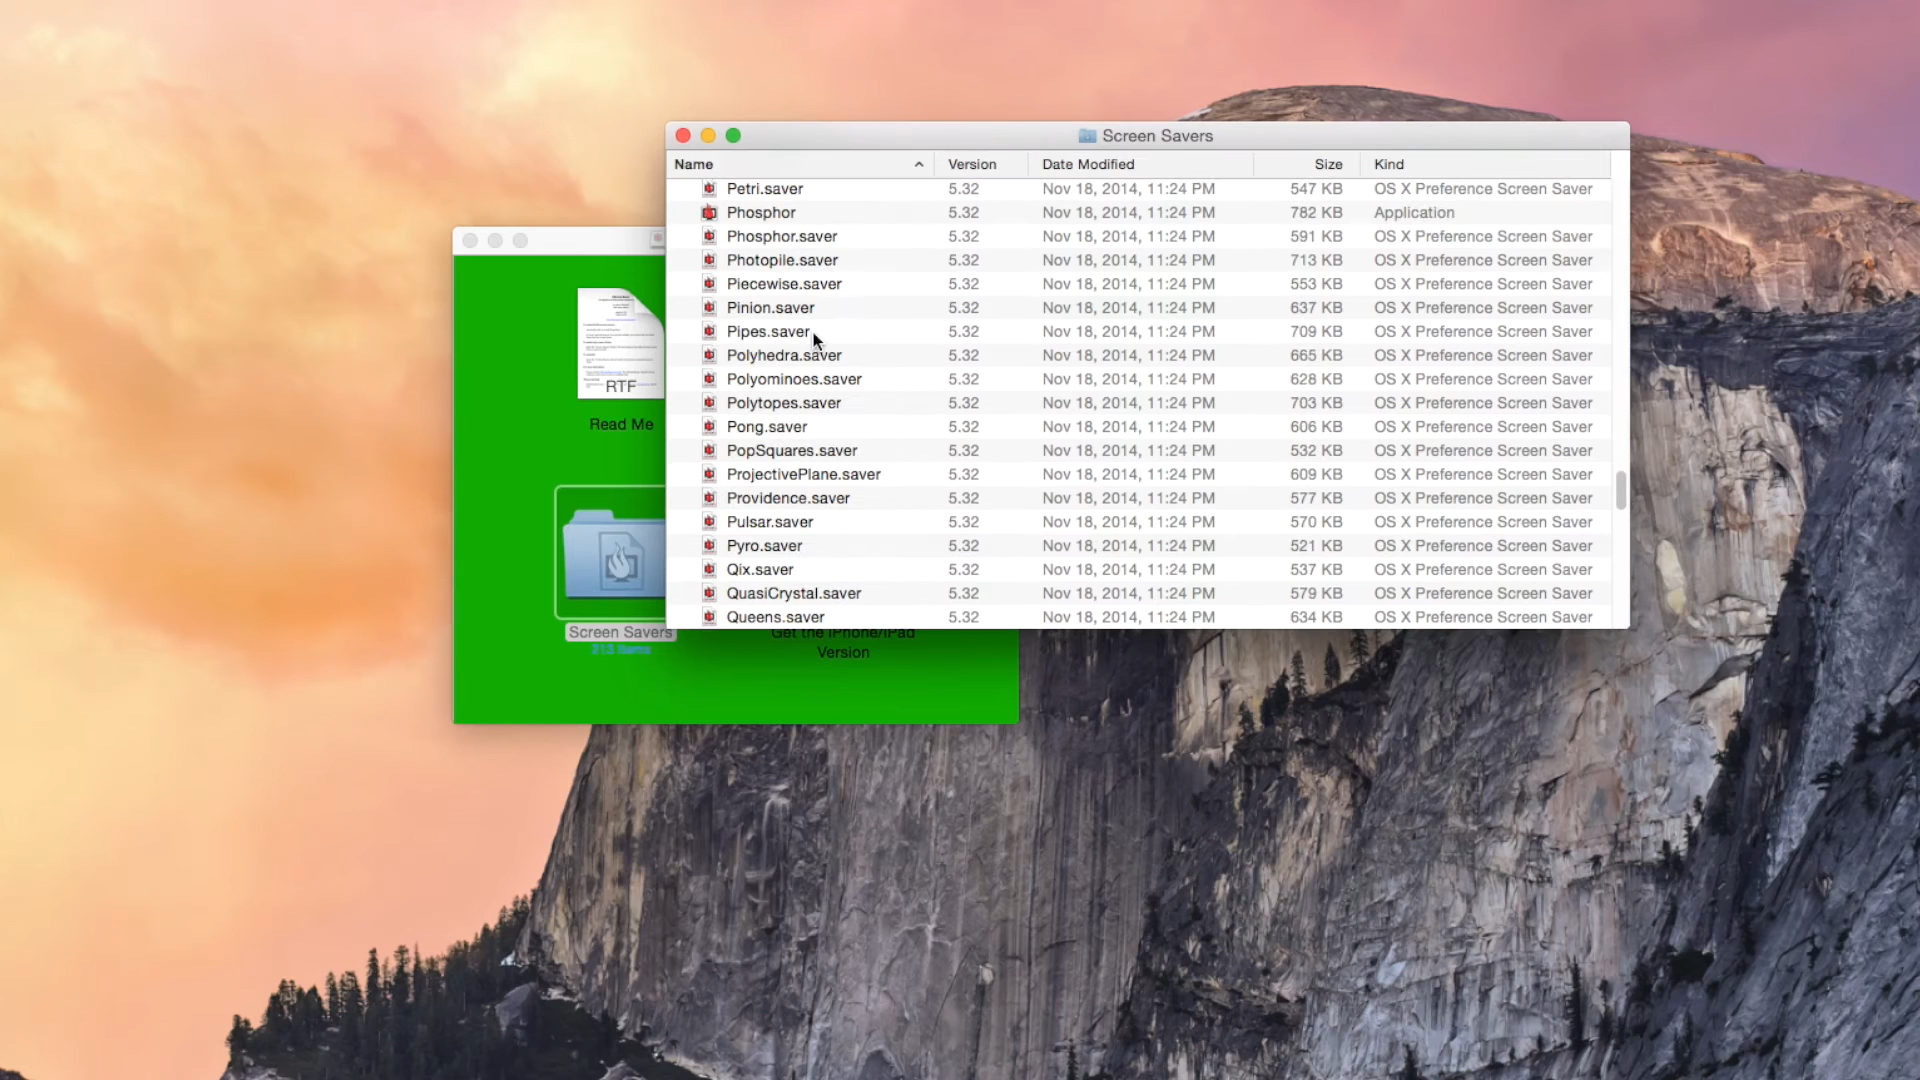 Screen Savers
Name Version Date Modified Size Kind
Petri.saver 5.32 Nov 18, 2014, 11:24 PM 547 KB OS X Preference Screen Saver
Phosphor 5.32 Nov 18, 2014, 11:24 PM 782 KB Application
Phosphor.saver 5.32 Nov 18, 2014, 11:24 PM 591 KB OS X Preference Screen Saver
Photopile.saver 5.32 Nov 18, 2014, 11:24 PM 713 KB OS X Preference Screen Saver
Piecewise.saver 5.32 Nov 18, 2014, 11:24 PM 553 KB OS X Preference Screen Saver
Pinion.saver 5.32 Nov 18, 2014, 11:24 PM 637 KB OS X Preference Screen Saver
Pipes.saver 5.32 Nov 18, 2014, 11:24 PM 709 KB OS X Preference Screen Saver
Polyhedra.saver 5.32 Nov 18, 2014, 11:24 PM 665 KB OS X Preference Screen Saver
Polyominoes.saver 5.32 Nov 18, 2014, 11:24 PM 628 KB OS X Preference Screen Saver
Polytopes.saver 5.32 Nov 18, 2014, 11:24 PM 703 KB OS X Preference Screen Saver
Pong.saver 5.32 Nov 18, 2014, 11:24 PM 606 KB OS X Preference Screen Saver
PopSquares.saver 5.32 Nov 18, 2014, 11:24 PM 532 KB OS X Preference Screen Saver
ProjectivePlane.saver 5.32 Nov 18, 2014, 11:24 PM 609 KB OS X Preference Screen Saver
Providence.saver 5.32 Nov 18, 2014, 11:24 PM 577 KB OS X Preference Screen Saver
Pulsar.saver 5.32 Nov 18, 2014, 11:24 PM 570 KB OS X Preference Screen Saver
Pyro.saver 5.32 Nov 18, 2014, 11:24 PM 521 KB OS X Preference Screen Saver
Qix.saver 5.32 Nov 18, 2014, 11:24 PM 537 KB OS X Preference Screen Saver
QuasiCrystal.saver 5.32 Nov 18, 2014, 11:24 PM 579 KB OS X Preference Screen Saver
Queens.saver 5.32 Nov 18, 2014, 11:24 PM 634 KB OS X Preference Screen Saver
RTF
Read Me
Screen Savers
213 items
Get the iPhone/iPad
Version